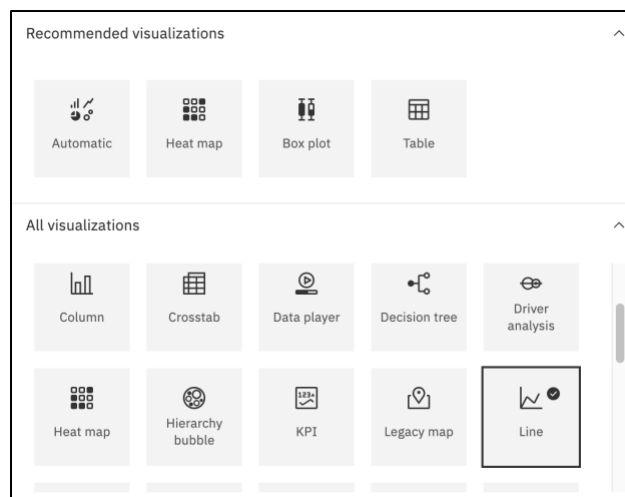 Recommended visualizations
Automatic
Heat map
Box plot
Table
All visualizations
Column
Crosstab
Data player
Decision tree
Driver
analysis
Heat map
Hierarchy
bubble
123+
KPI
Legacy map
Line